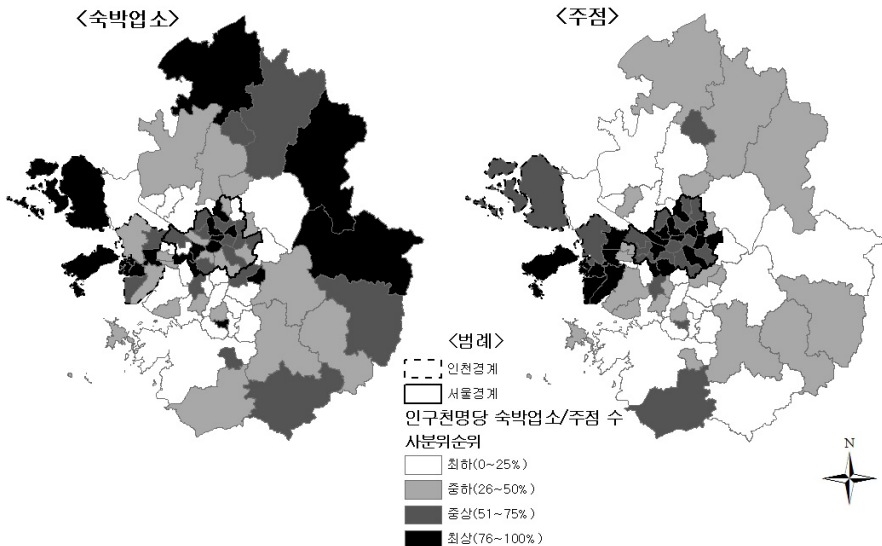 <숙박업소>
<주점>
<범례>
인천경계
서울경계
인구천명당 숙박업소/주점 수
사분위순위
최하(0~25%)
중하(26~50%)
중상(51~75%)
최상(76~100%)
N